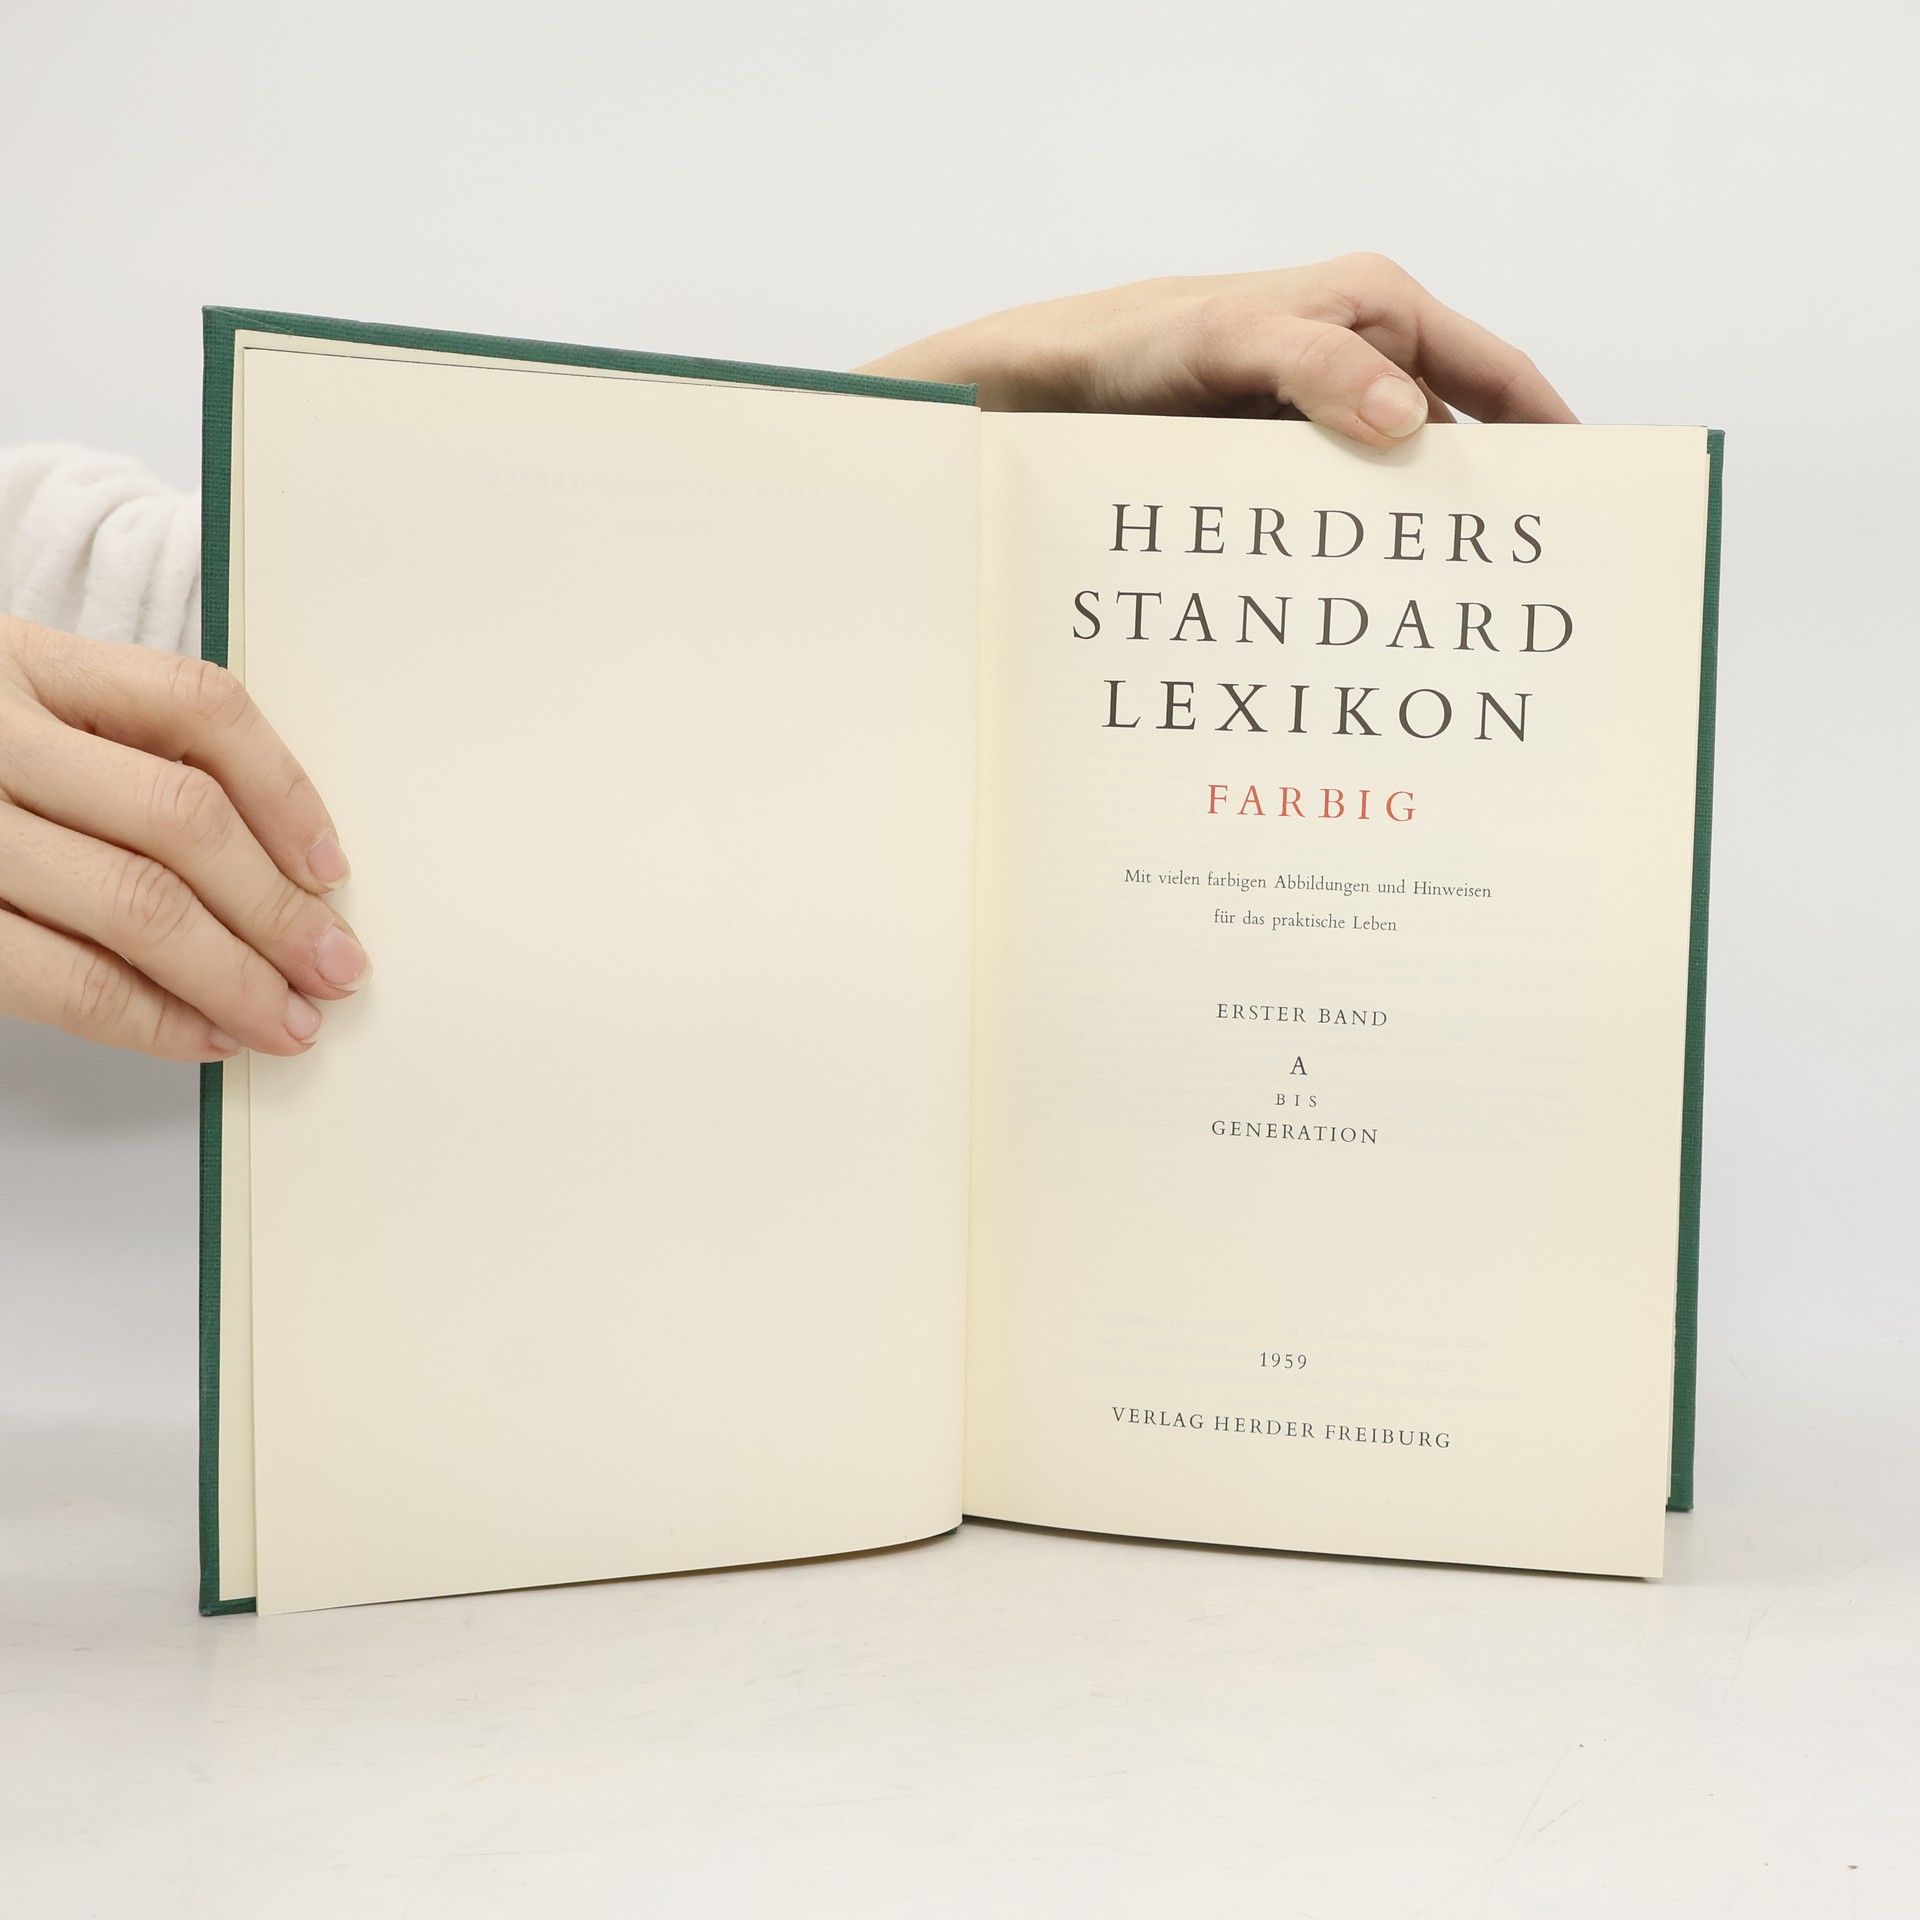 HERDERS
STANDARD
LEXIKON
FARBIG
Mit vielen farbigen Abbildungen und Hinweisen
für das praktische Leben
ERSTER BAND
A
BIS
GENERATION
1959
VERLAG HERDER FREIBURG